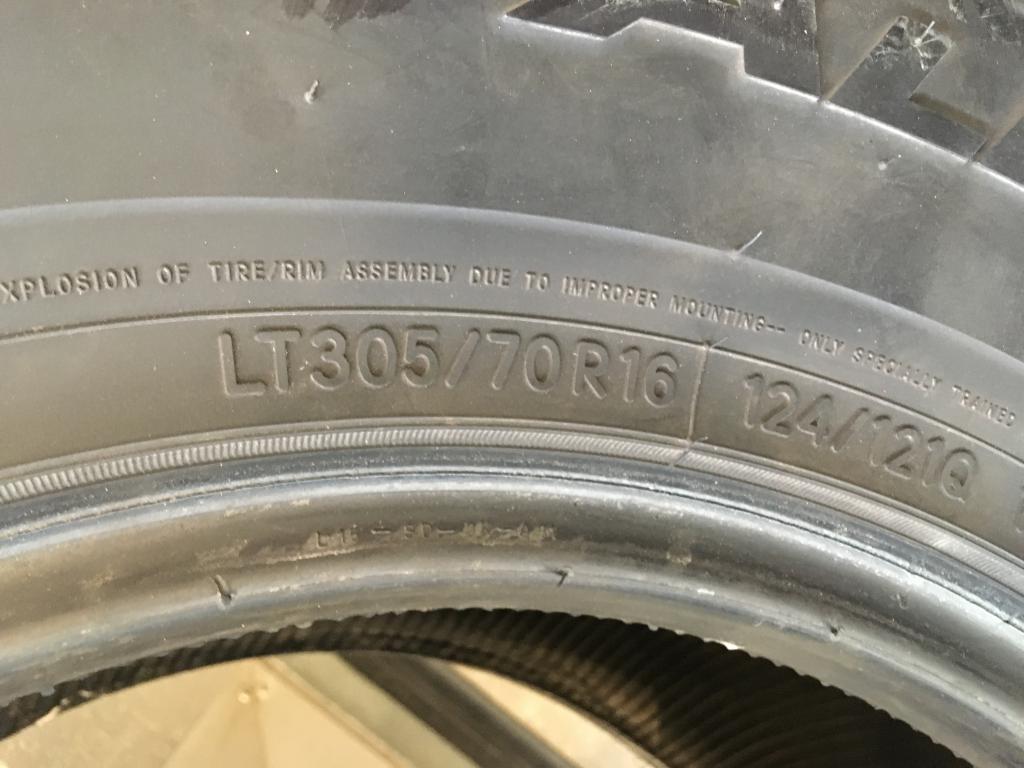 XPLOSION OF TIRE/RIM ASSEMBLY DUE TO IMPROPER MOUNTING-- ONLY SPECIALLY TRAINED
LT305/70R16 124/121Q